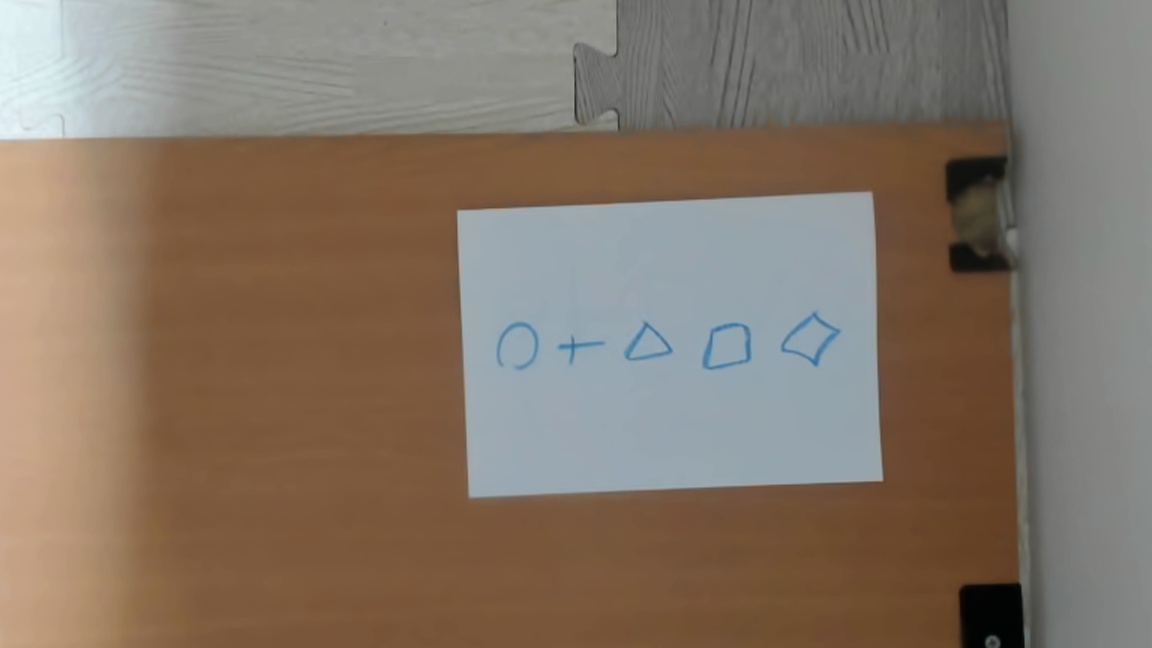 ○ + △ □ ◇